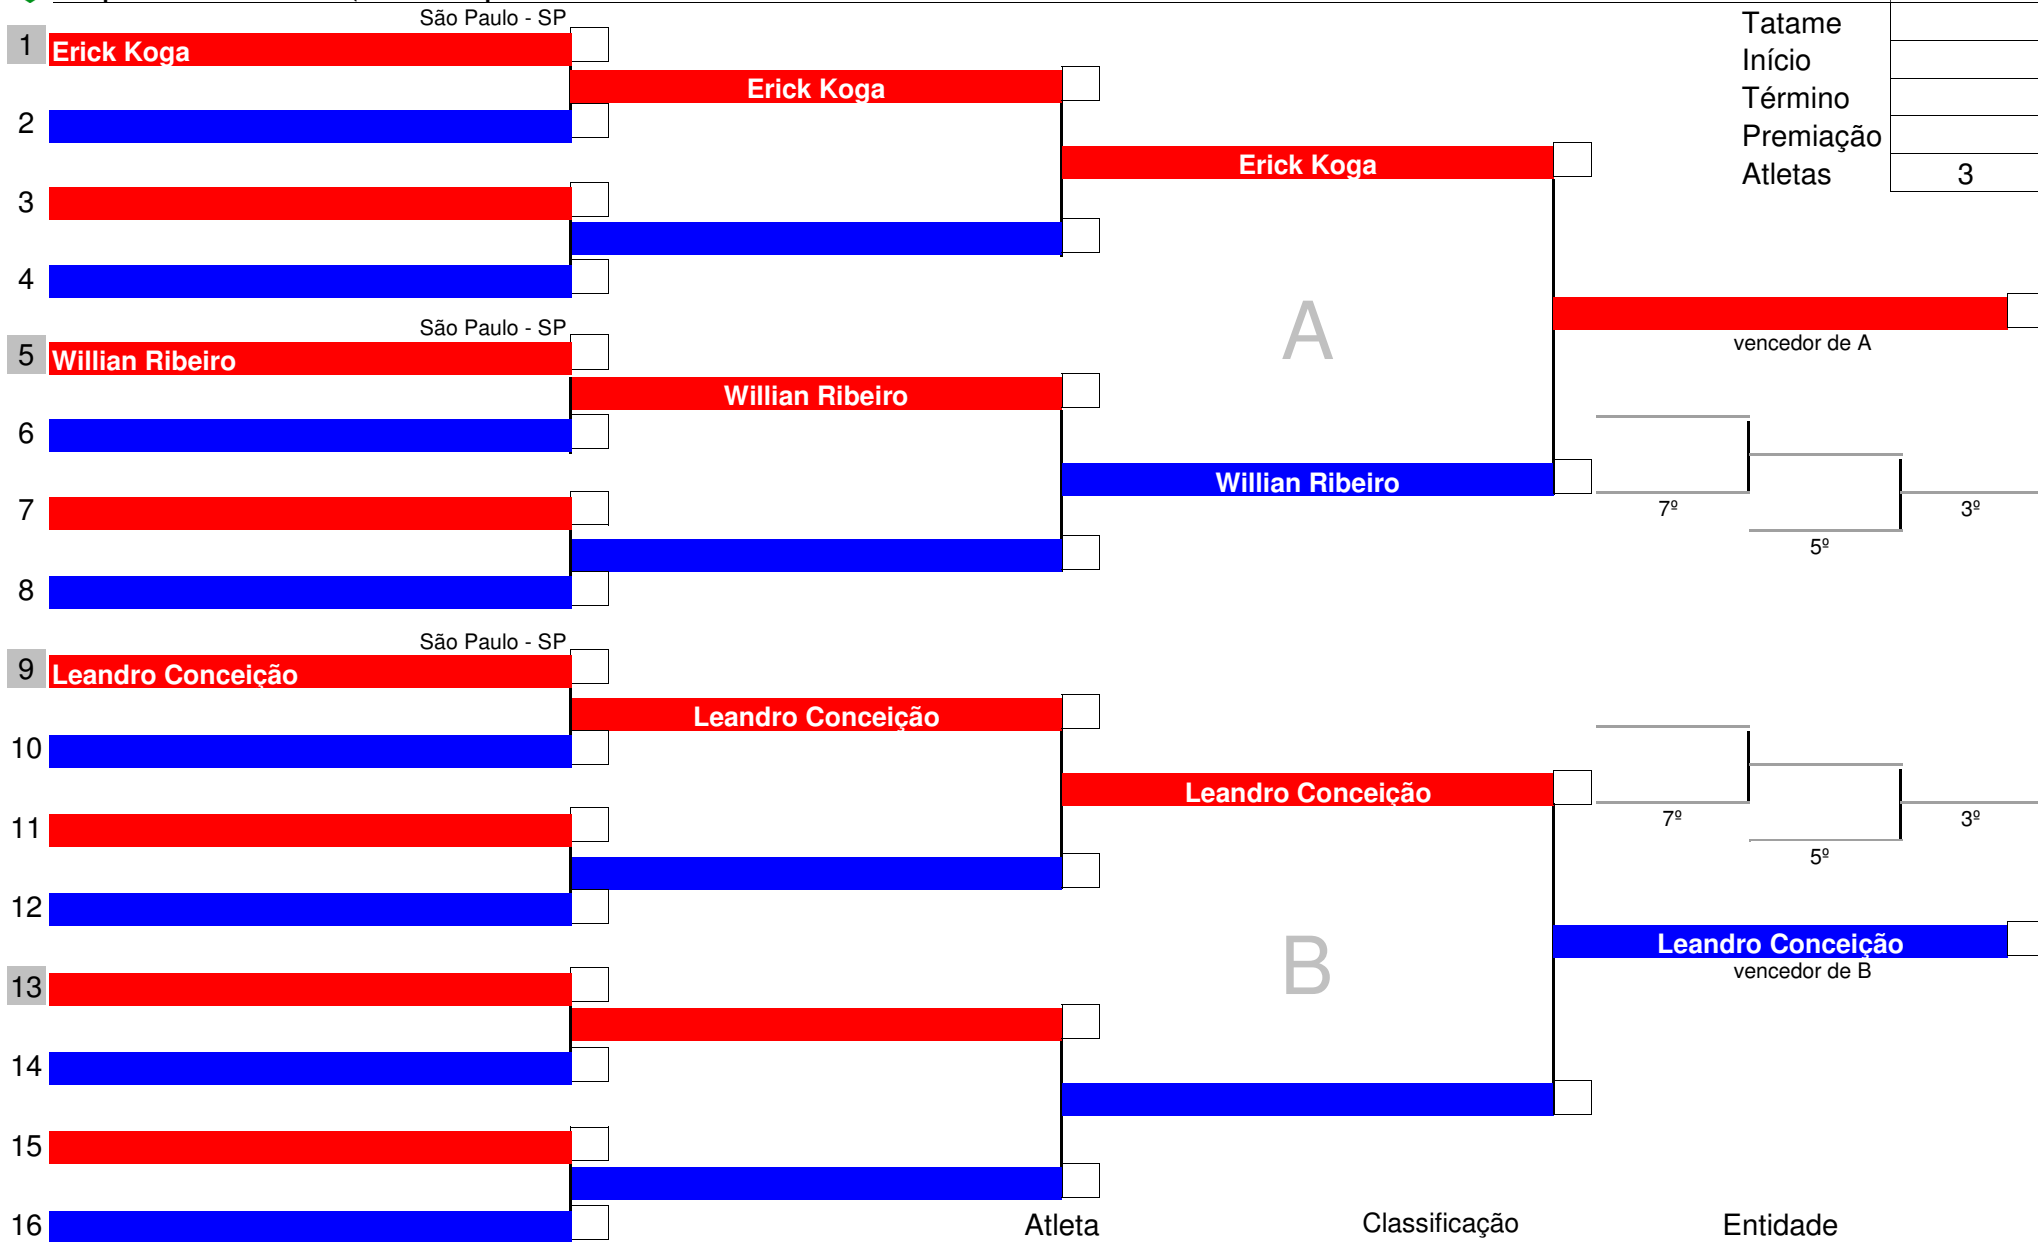 São Paulo - SP
Tatame
1 Erick Koga
Início
Erick Koga
2
Término
Premiação
Erick Koga
Atletas 3
3
4
A
São Paulo - SP
vencedor de A
5 Willian Ribeiro
Willian Ribeiro
6
Willian Ribeiro
7
7º 3º
5º
8
São Paulo - SP
9 Leandro Conceição
Leandro Conceição
10
Leandro Conceição
11
7º 3º
5º
12
B
Leandro Conceição
vencedor de B
13
14
15
16
Atleta Classificação Entidade